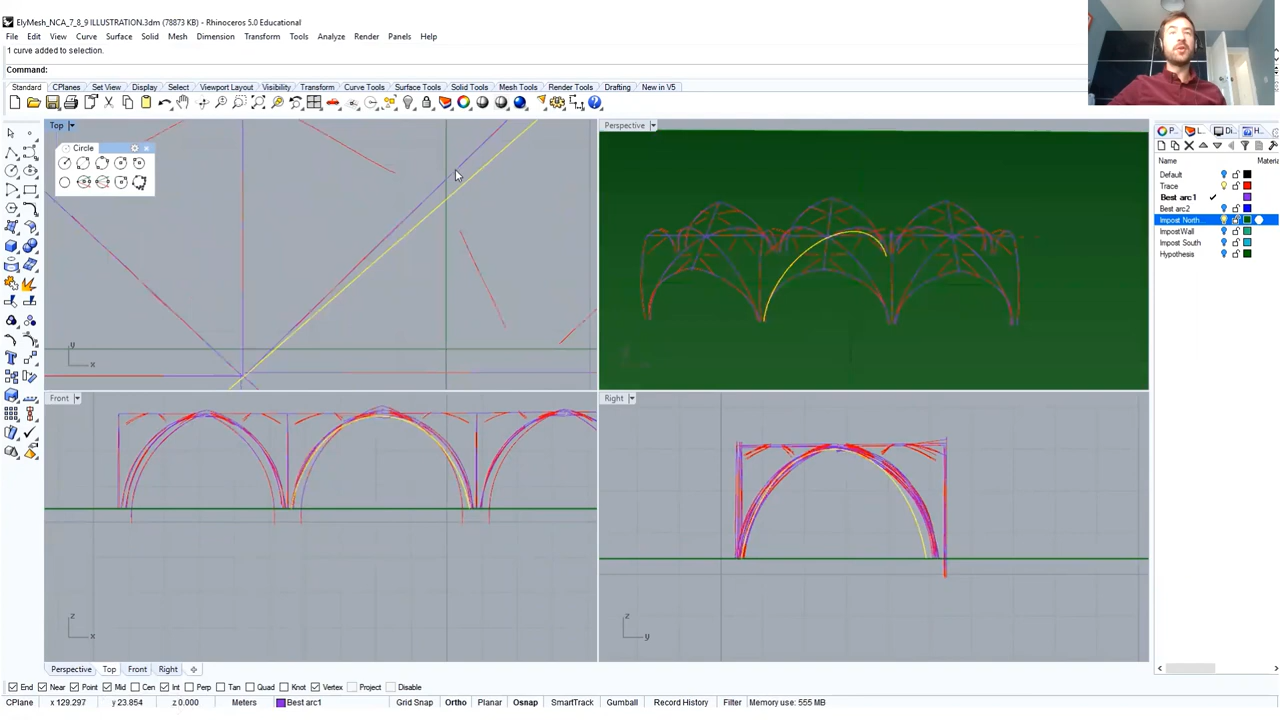 ElyMesh_NCA_7_8_9 ILLUSTRATION.3dm (78873 KB) - Rhinoceros 5.0 Educational
File Edit View Curve Surface Solid Mesh Dimension Transform Tools Analyze Render Panels Help
1 curve added to selection.
Command:
Standard CPlanes Set View Display Select Viewport Layout Visibility Transform Curve Tools Surface Tools Solid Tools Mesh Tools Render Tools Drafting New in V5
Top
Circle
y
x
Perspective
Front
z
x
Right
z
y
P... L... Di... H...
Name Materia
Default
Trace
Best arc1
Best arc2
Impost North...
ImpostWall
Impost South
Hypothesis
Perspective Top Front Right
End Near Point Mid Cen Int Perp Tan Quad Knot Vertex Project Disable
CPlane x 129.297 y 23.854 z 0.000 Meters Best arc1 Grid Snap Ortho Planar Osnap SmartTrack Gumball Record History Filter Memory use: 555 MB